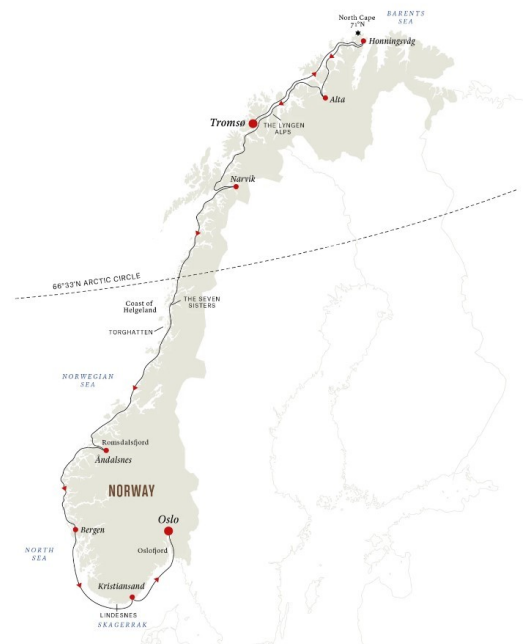 BARENTS
SEA
North Cape
71°N
Honningsvåg
Alta
Tromsø
THE LYNGEN
ALPS
Narvik
66°33'N ARCTIC CIRCLE
Coast of
Helgeland
THE SEVEN
SISTERS
TORGHATTEN
NORWEGIAN
SEA
Romsdalsfjord
Åndalsnes
NORWAY
Oslo
Bergen
Oslofjord
NORTH
SEA
Kristiansand
LINDESNES
SKAGERRAK